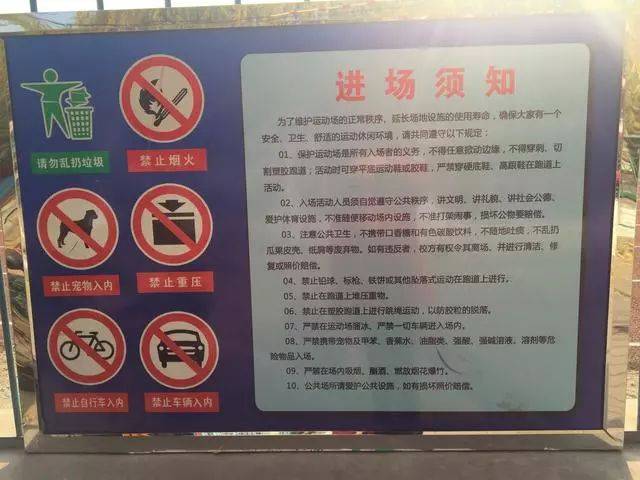 请勿乱扔垃圾
禁止烟火
禁止宠物入内
禁止重压
禁止自行车入内
禁止车辆入内
进场须知
为了维护运动场的正常秩序、延长场地设施的使用寿命，确保大家有一个
安全、卫生、舒适的运动休闲环境，请共同遵守以下规定：
01、保护运动场是所有入场者的义务，不得任意掀动边缘，不得穿刺、切
割塑胶跑道；活动时可穿平底运动鞋或胶鞋，严禁穿硬底鞋、高跟鞋在跑道上
活动。
02、入场活动人员须自觉遵守公共秩序，讲文明、讲礼貌、讲社会公德、
爱护体育设施，不准随便移动场内设施，不准打架闹事，损坏公物要赔偿。
03、注意公共卫生，不携带口香糖和有色碳酸饮料，不随地吐痰，不乱扔
瓜果皮壳、纸屑等废弃物。如有违反者，校方有权令其离场、并进行清洁、修
复或照价赔偿。
04、禁止铅球、标枪、铁饼或其他坠落式运动在跑道上进行。
05、禁止在跑道上堆压重物。
06、禁止在塑胶跑道上进行跳绳运动，以防胶粒的脱落。
07、严禁在运动场溜冰、严禁一切车辆进入场内。
08、严禁携带宠物及甲苯、香蕉水、油脂类、强酸、强碱溶液、溶剂等危
险物品入场。
09、严禁在场内吸烟、酗酒、燃放烟花爆竹。
10、公共场所请爱护公共设施，如有损坏照价赔偿。